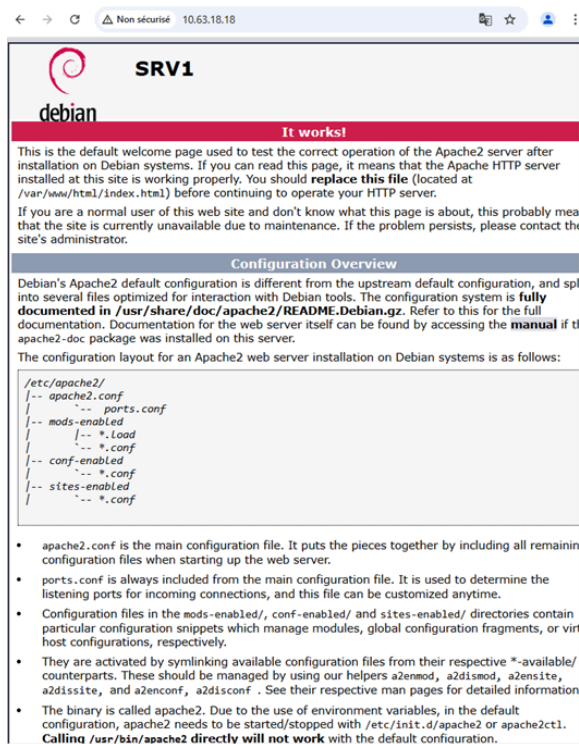 Non sécurisé 10.63.18.18
SRV1
debian
It works!
This is the default welcome page used to test the correct operation of the Apache2 server after
installation on Debian systems. If you can read this page, it means that the Apache HTTP server
installed at this site is working properly. You should replace this file (located at
/var/www/html/index.html) before continuing to operate your HTTP server.
If you are a normal user of this web site and don't know what this page is about, this probably mea
that the site is currently unavailable due to maintenance. If the problem persists, please contact the
site's administrator.
Configuration Overview
Debian's Apache2 default configuration is different from the upstream default configuration, and spl
into several files optimized for interaction with Debian tools. The configuration system is fully
documented in /usr/share/doc/apache2/README.Debian.gz. Refer to this for the full
documentation. Documentation for the web server itself can be found by accessing the manual if th
apache2-doc package was installed on this server.
The configuration layout for an Apache2 web server installation on Debian systems is as follows:
/etc/apache2/
|-- apache2.conf
| `-- ports.conf
|-- mods-enabled
| |-- *.load
| `-- *.conf
|-- conf-enabled
| `-- *.conf
|-- sites-enabled
| `-- *.conf
• apache2.conf is the main configuration file. It puts the pieces together by including all remainin
configuration files when starting up the web server.
• ports.conf is always included from the main configuration file. It is used to determine the
listening ports for incoming connections, and this file can be customized anytime.
• Configuration files in the mods-enabled/, conf-enabled/ and sites-enabled/ directories contain
particular configuration snippets which manage modules, global configuration fragments, or virt
host configurations, respectively.
• They are activated by symlinking available configuration files from their respective *-available/
counterparts. These should be managed by using our helpers a2enmod, a2dismod, a2ensite,
a2dissite, and a2enconf, a2disconf . See their respective man pages for detailed information
• The binary is called apache2. Due to the use of environment variables, in the default
configuration, apache2 needs to be started/stopped with /etc/init.d/apache2 or apache2ctl.
Calling /usr/bin/apache2 directly will not work with the default configuration.